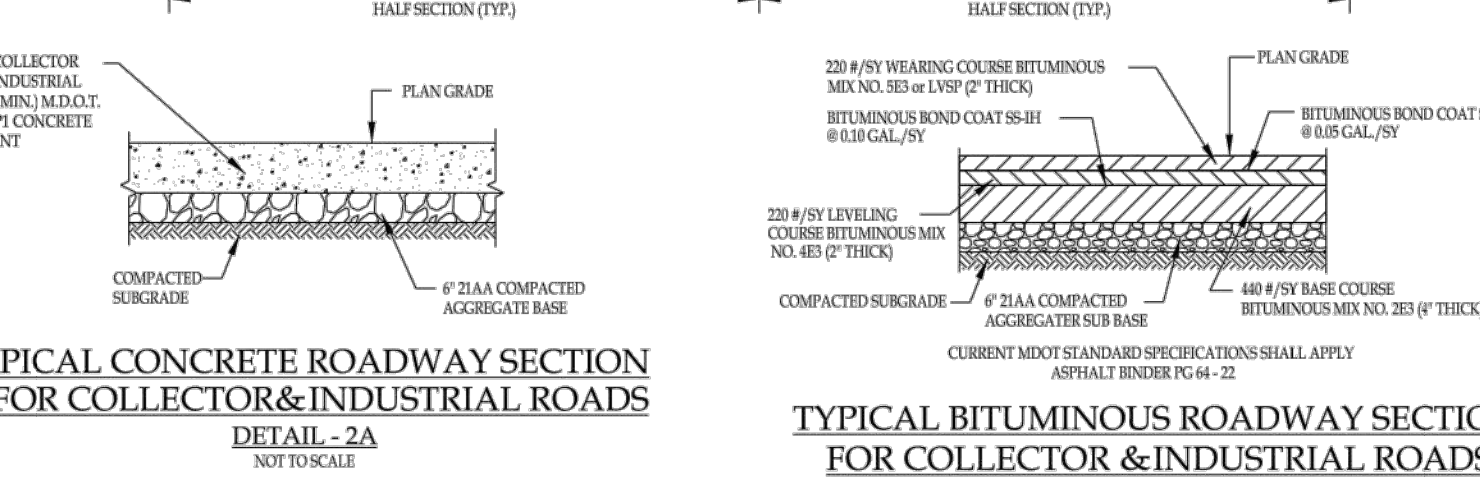 HALF SECTION (TYP.)
COLLECTOR
INDUSTRIAL
MIN.) M.D.O.T.
P1 CONCRETE
NT
PLAN GRADE
COMPACTED
SUBGRADE
6" 21AA COMPACTED
AGGREGATE BASE
PICAL CONCRETE ROADWAY SECTION
FOR COLLECTOR& INDUSTRIAL ROADS
DETAIL - 2A
NOT TO SCALE
HALF SECTION (TYP.)
220 #/SY WEARING COURSE BITUMINOUS
MIX NO. 5E3 or LVSP (2" THICK)
PLAN GRADE
BITUMINOUS BOND COAT SS-IH
@ 0.10 GAL./SY
BITUMINOUS BOND COAT
@ 0.05 GAL./SY
220 #/SY LEVELING
COURSE BITUMINOUS MIX
NO. 4E3 (2" THICK)
COMPACTED SUBGRADE
6" 21AA COMPACTED
AGGREGATER SUB BASE
440 #/SY BASE COURSE
BITUMINOUS MIX NO. 2E3 (4" THICK
CURRENT MDOT STANDARD SPECIFICATIONS SHALL APPLY
ASPHALT BINDER PG 64 - 22
TYPICAL BITUMINOUS ROADWAY SECTIO
FOR COLLECTOR & INDUSTRIAL ROADS